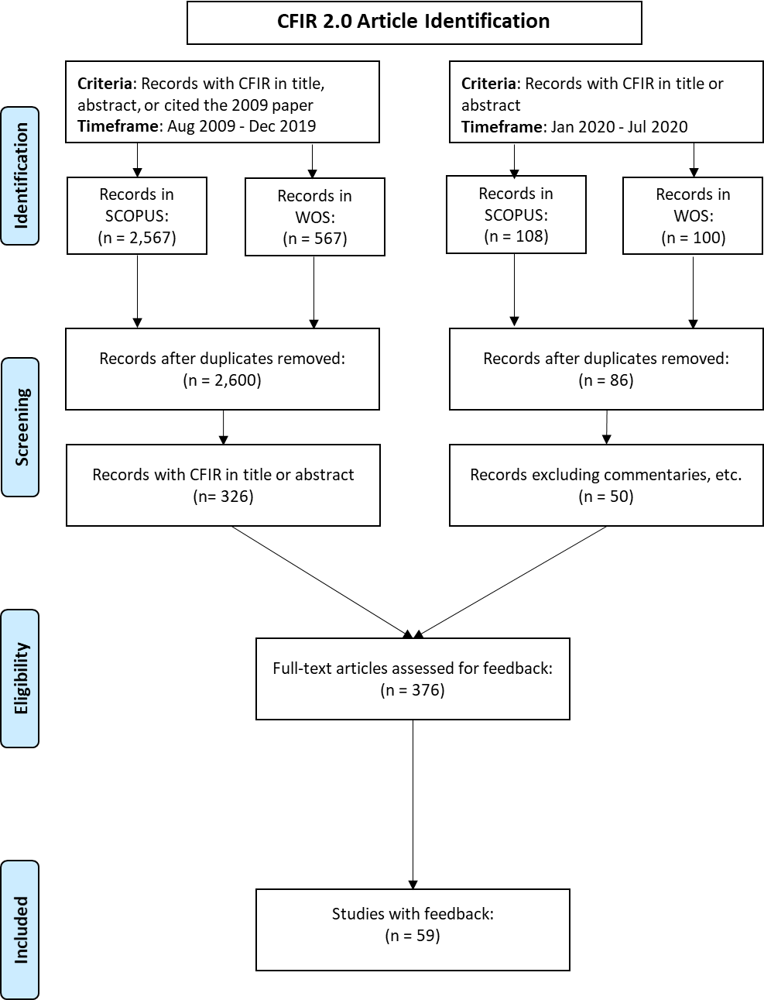 CFIR 2.0 Article Identification
Identification
Criteria: Records with CFIR in title,
abstract, or cited the 2009 paper
Timeframe: Aug 2009 - Dec 2019
Criteria: Records with CFIR in title or
abstract
Timeframe: Jan 2020 - Jul 2020
Records in
SCOPUS:
(n = 2,567)
Records in
WOS:
(n = 567)
Records in
SCOPUS:
(n = 108)
Records in
WOS:
(n = 100)
Screening
Records after duplicates removed:
(n = 2,600)
Records after duplicates removed:
(n = 86)
Records with CFIR in title or abstract
(n= 326)
Records excluding commentaries, etc.
(n = 50)
Eligibility
Full-text articles assessed for feedback:
(n = 376)
Included
Studies with feedback:
(n = 59)